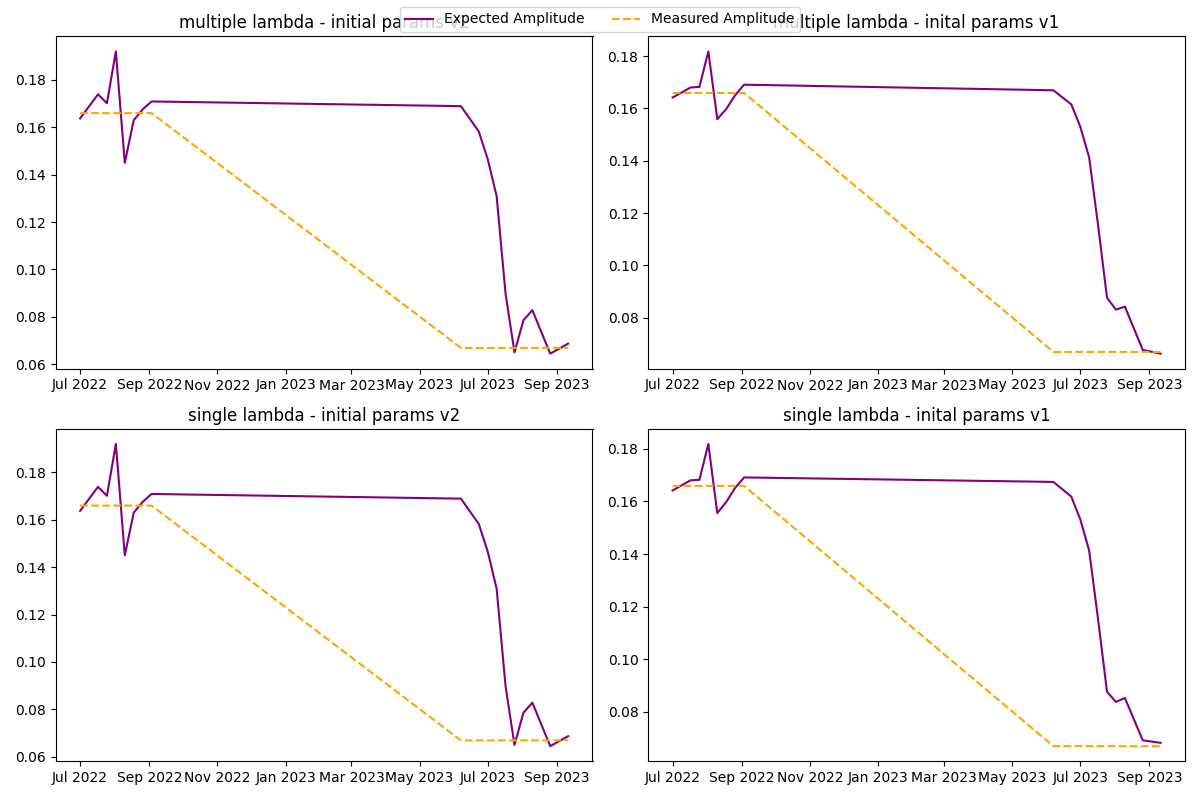 Expected Amplitude Measured Amplitude
multiple lambda - initial params v2
multiple lambda - inital params v1
0.18
0.16
0.14
0.12
0.10
0.08
0.06
Jul 2022 Sep 2022 Nov 2022 Jan 2023 Mar 2023 May 2023 Jul 2023 Sep 2023
0.18
0.16
0.14
0.12
0.10
0.08
Jul 2022 Sep 2022 Nov 2022 Jan 2023 Mar 2023 May 2023 Jul 2023 Sep 2023
single lambda - initial params v2
0.18
0.16
0.14
0.12
0.10
0.08
0.06
Jul 2022 Sep 2022 Nov 2022 Jan 2023 Mar 2023 May 2023 Jul 2023 Sep 2023
single lambda - inital params v1
0.18
0.16
0.14
0.12
0.10
0.08
Jul 2022 Sep 2022 Nov 2022 Jan 2023 Mar 2023 May 2023 Jul 2023 Sep 2023